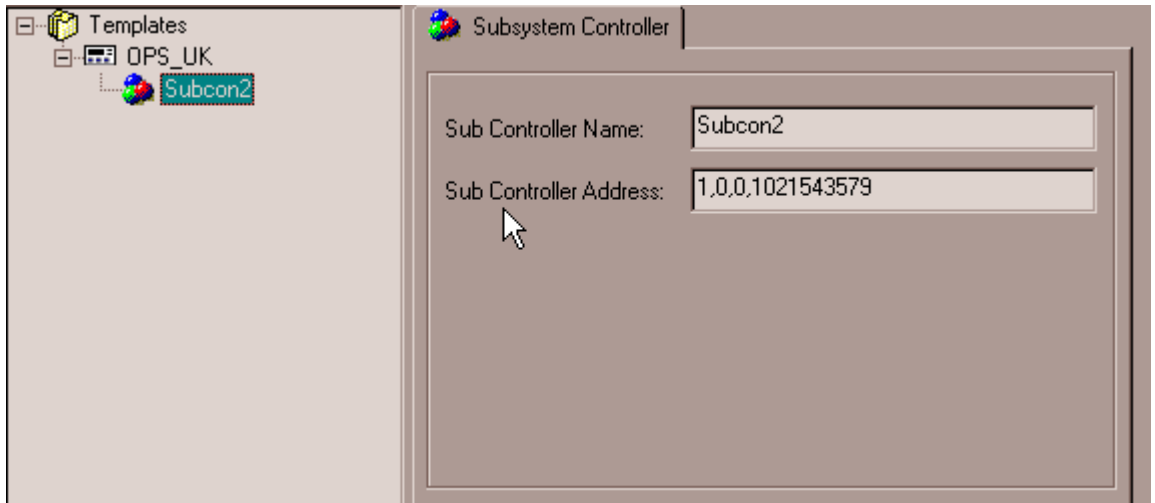 Templates
OPS_UK
Subcon2
Subsystem Controller
Sub Controller Name: Subcon2
Sub Controller Address: 1,0,0,1021543579